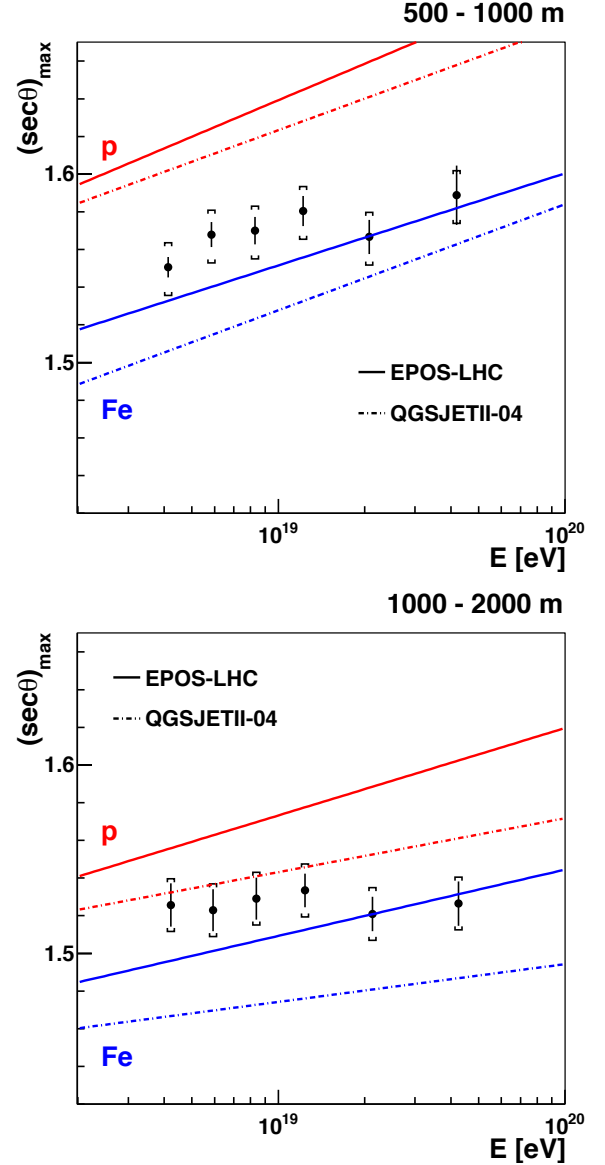 500 - 1000 m
(secθ)max
p
1.6
1.5
EPOS-LHC
Fe
QGSJETII-04
10^19
10^20
E [eV]
1000 - 2000 m
(secθ)max
EPOS-LHC
QGSJETII-04
1.6
p
1.5
Fe
10^19
10^20
E [eV]